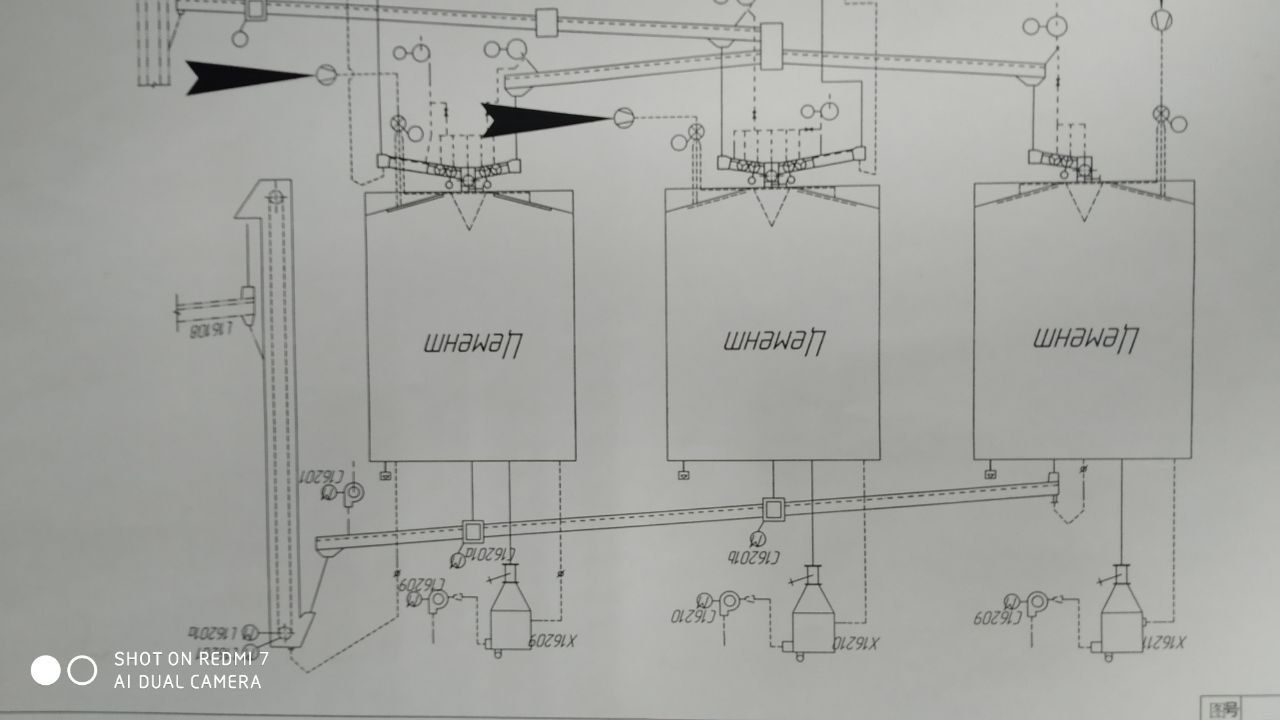 SHOT ON REDMI 7
AI DUAL CAMERA
X16211
C16209
X16210
C16210
X16209
C16209
L16201a
C16201b
C16201a
C16201
Цемент
Цемент
Цемент
L16108